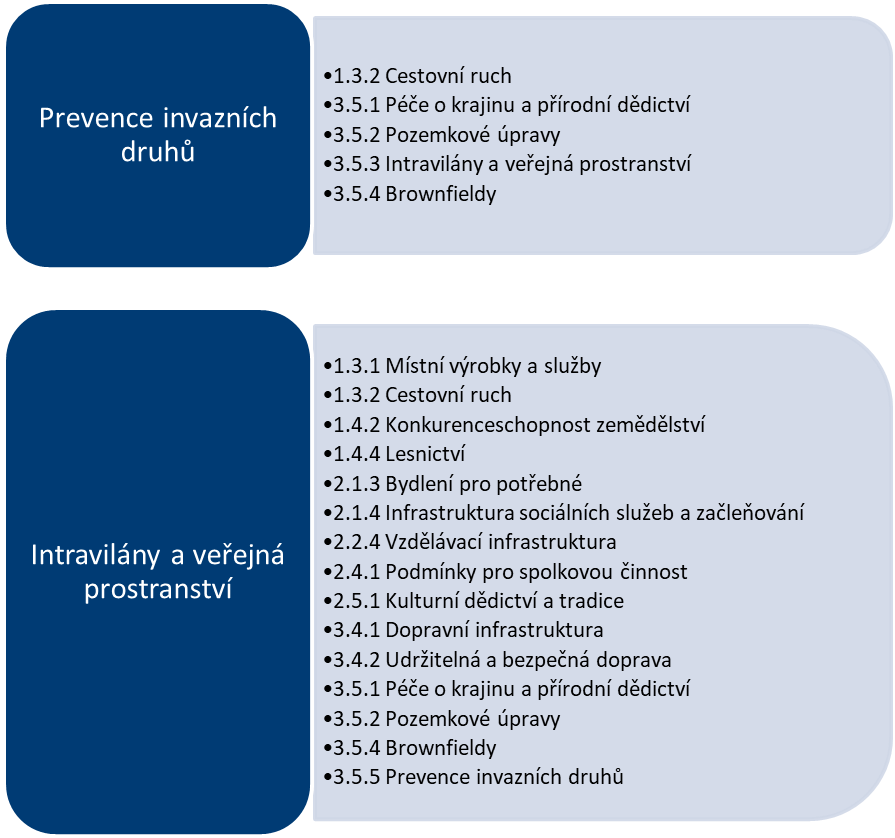 Prevence invazních
druhů
•1.3.2 Cestovní ruch
•3.5.1 Péče o krajinu a přírodní dědictví
•3.5.2 Pozemkové úpravy
•3.5.3 Intravilány a veřejná prostranství
•3.5.4 Brownfieldy
Intravilány a veřejná
prostranství
•1.3.1 Místní výrobky a služby
•1.3.2 Cestovní ruch
•1.4.2 Konkurenceschopnost zemědělství
•1.4.4 Lesnictví
•2.1.3 Bydlení pro potřebné
•2.1.4 Infrastruktura sociálních služeb a začleňování
•2.2.4 Vzdělávací infrastruktura
•2.4.1 Podmínky pro spolkovou činnost
•2.5.1 Kulturní dědictví a tradice
•3.4.1 Dopravní infrastruktura
•3.4.2 Udržitelná a bezpečná doprava
•3.5.1 Péče o krajinu a přírodní dědictví
•3.5.2 Pozemkové úpravy
•3.5.4 Brownfieldy
•3.5.5 Prevence invazních druhů